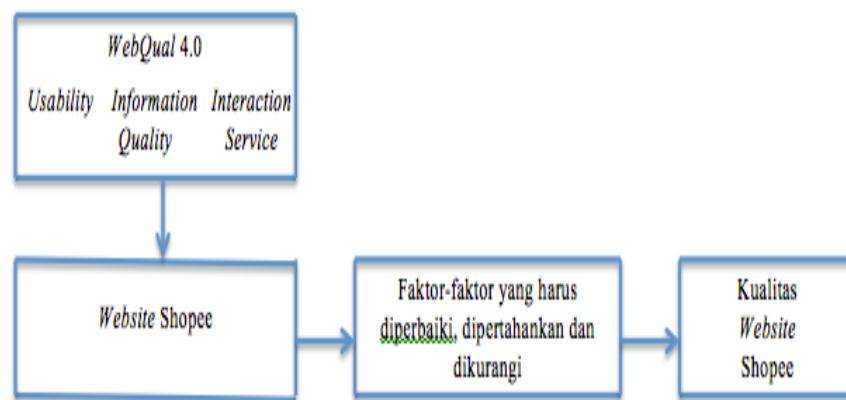 WebQual 4.0
Usability Information Interaction
Quality Service
Website Shopee
Faktor-faktor yang harus
diperbaiki, dipertahankan dan
dikurangi
Kualitas
Website
Shopee